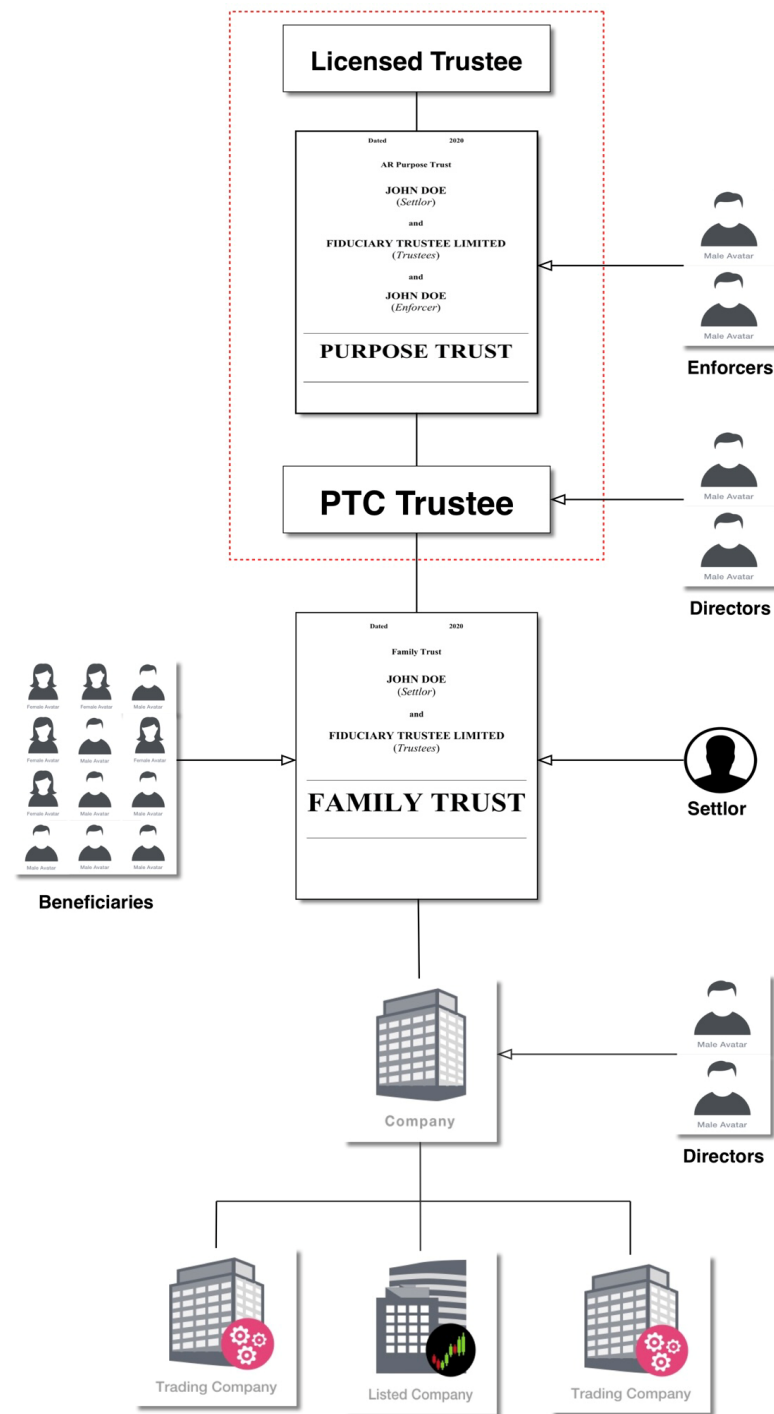 Licensed Trustee
Dated 2020
AR Purpose Trust
JOHN DOE
(Settlor)
and
FIDUCIARY TRUSTEE LIMITED
(Trustees)
and
JOHN DOE
(Enforcer)
PURPOSE TRUST
Male Avatar
Male Avatar
Enforcers
PTC Trustee
Male Avatar
Male Avatar
Directors
Dated 2020
Family Trust
JOHN DOE
(Settlor)
and
FIDUCIARY TRUSTEE LIMITED
(Trustees)
FAMILY TRUST
Female Avatar Female Avatar Male Avatar
Female Avatar Male Avatar Female Avatar
Female Avatar Male Avatar Male Avatar
Male Avatar Male Avatar Male Avatar
Beneficiaries
Settlor
Company
Male Avatar
Male Avatar
Directors
Trading Company
Listed Company
Trading Company